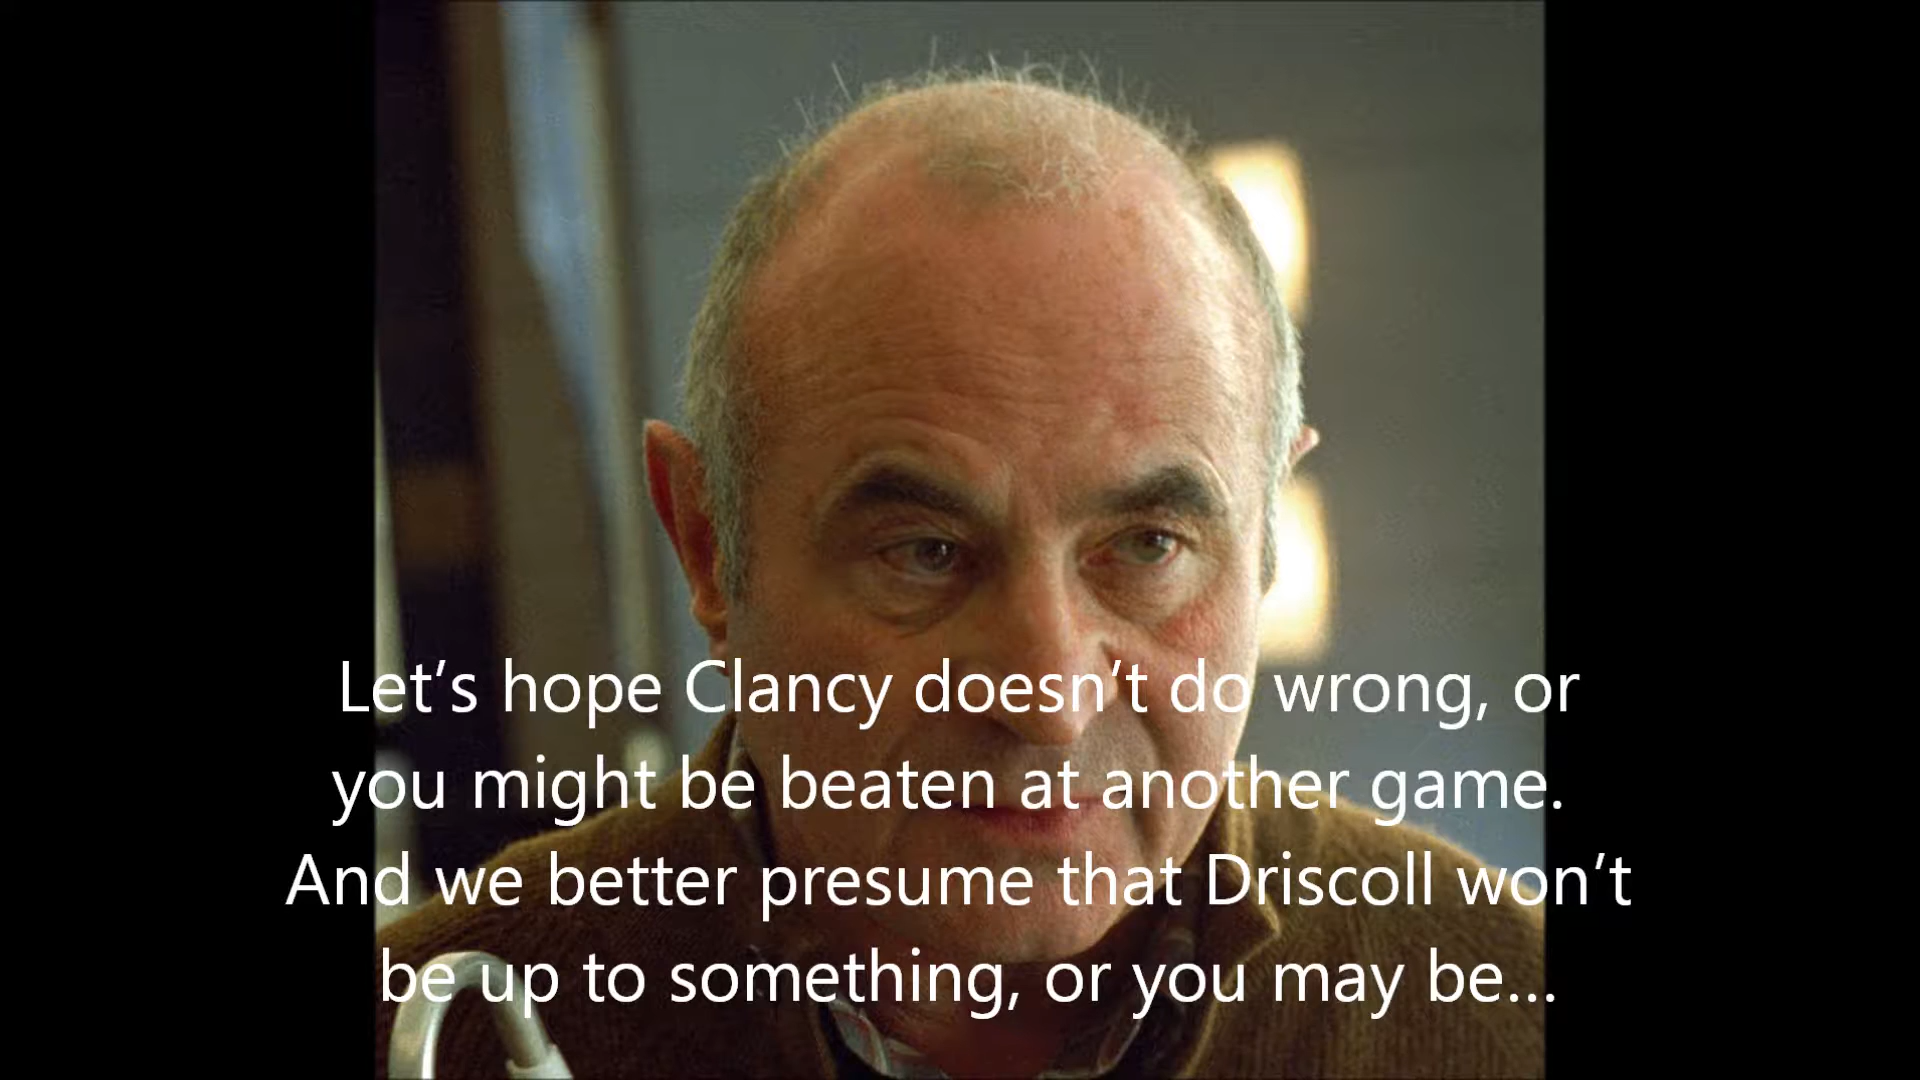 Let’s hope Clancy doesn’t do wrong, or
you might be beaten at another game.
And we better presume that Driscoll won’t
be up to something, or you may be...